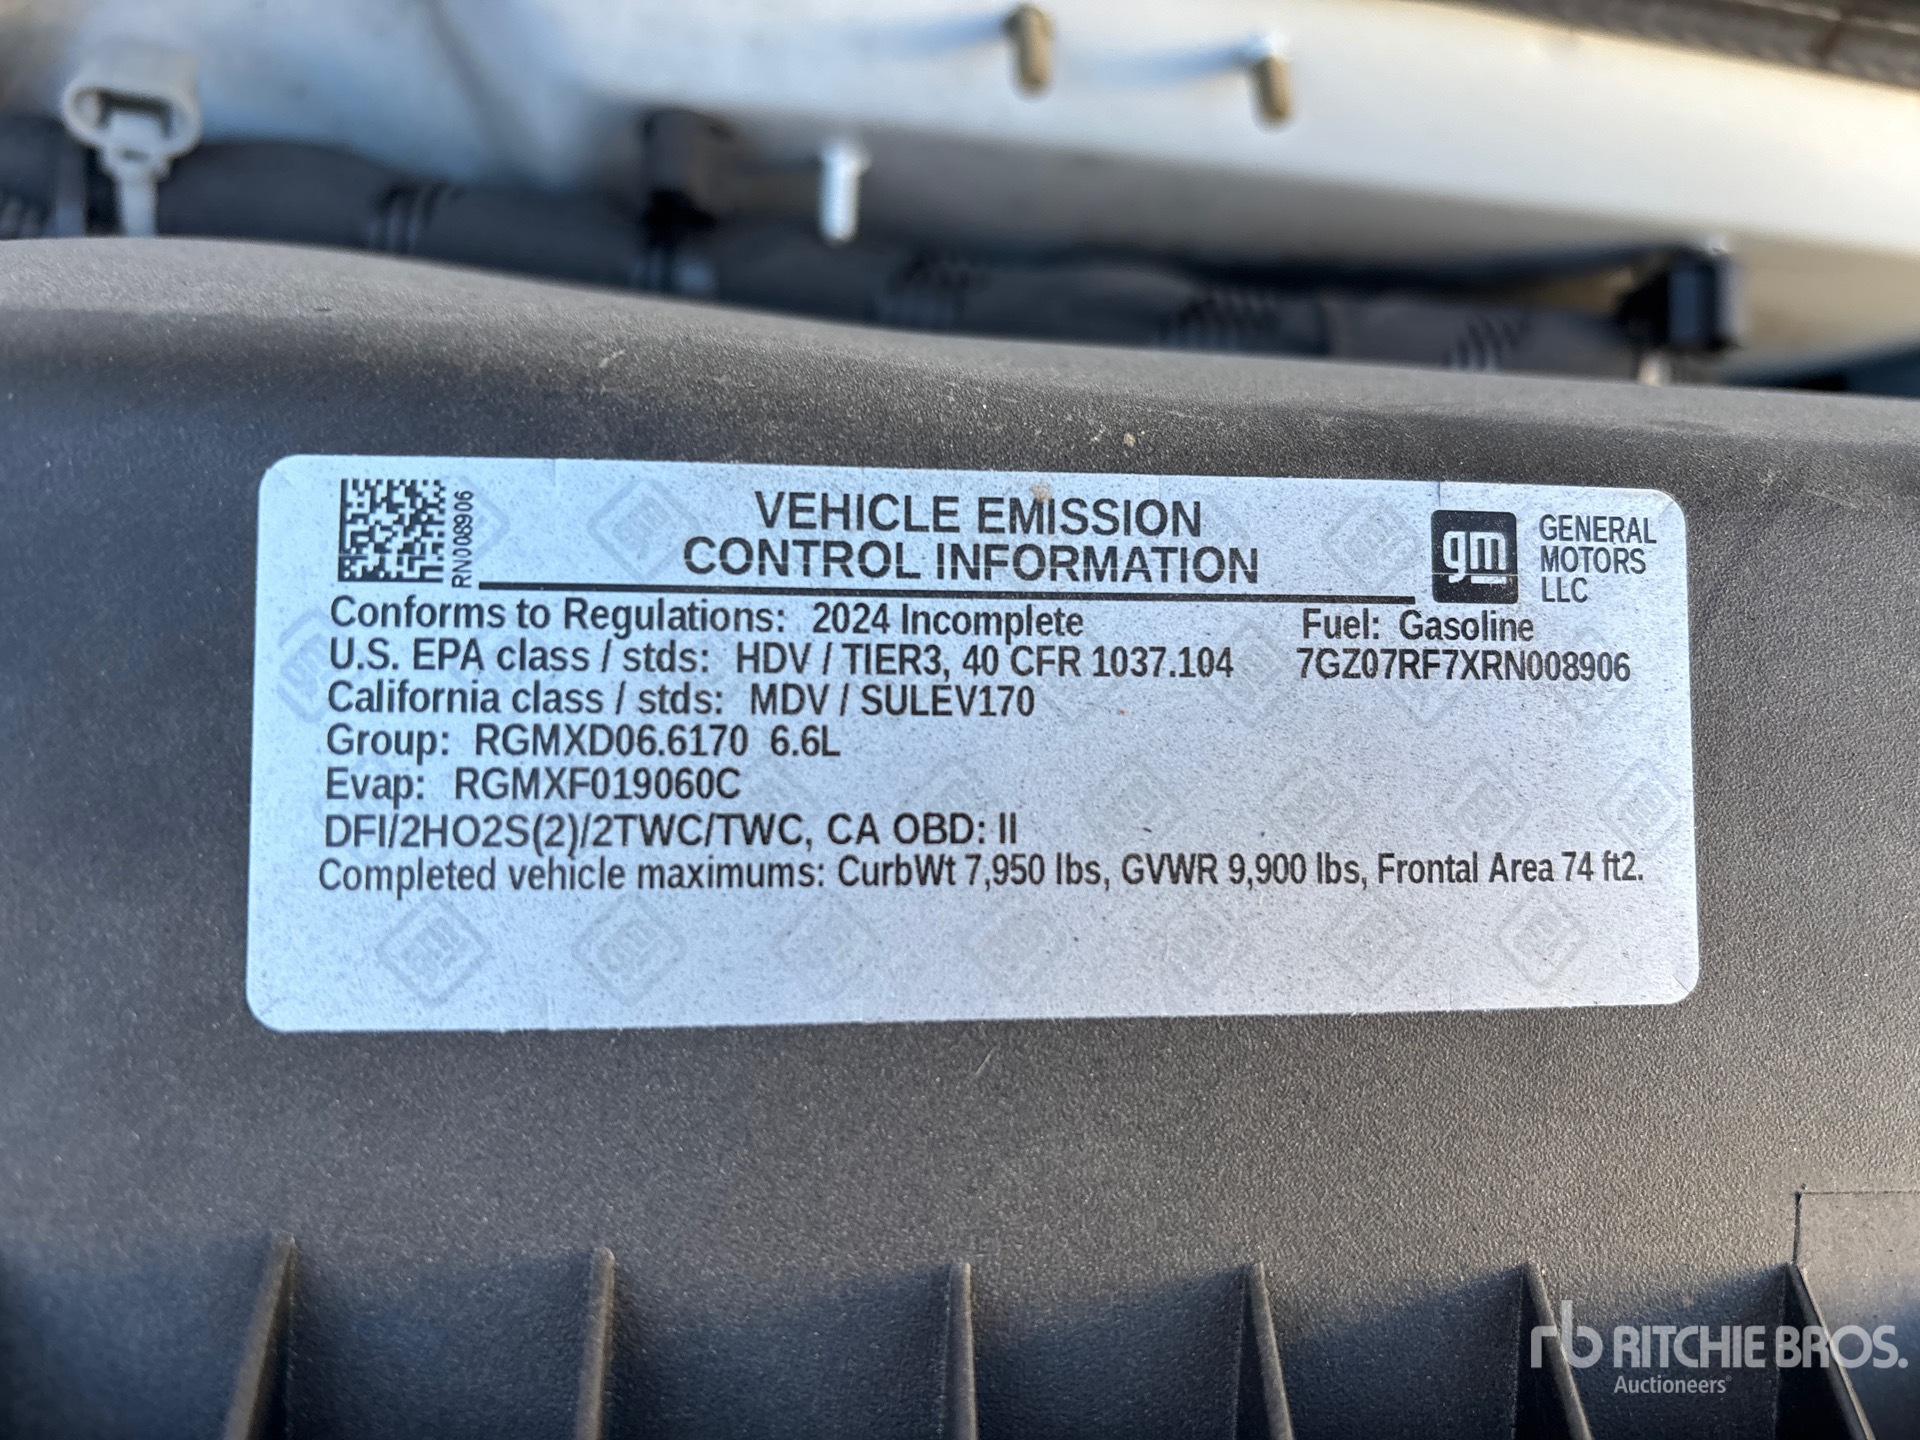 RN008906
VEHICLE EMISSION
CONTROL INFORMATION
gm
GENERAL
MOTORS
LLC
Conforms to Regulations: 2024 Incomplete Fuel: Gasoline
U.S. EPA class / stds: HDV / TIER3, 40 CFR 1037.104 7GZ07RF7XRN008906
California class / stds: MDV / SULEV170
Group: RGMXD06.6170 6.6L
Evap: RGMXF019060C
DFI/2HO2S(2)/2TWC/TWC, CA OBD: II
Completed vehicle maximums: CurbWt 7,950 lbs, GVWR 9,900 lbs, Frontal Area 74 ft2.
rb RITCHIE BROS.
Auctioneers